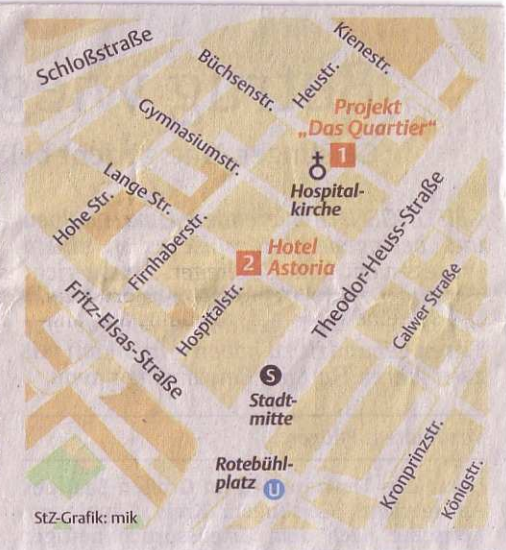 Schloßstraße
Kienestr.
Büchsenstr.
Heustr.
Projekt
„Das Quartier“
1
Gymnasiumstr.
Hospital-
kirche
Lange Str.
Hohe Str.
Firnhaberstr.
Hotel
Astoria
2
Theodor-Heuss-Straße
Hospitalstr.
Calwer Straße
Fritz-Elsas-Straße
S
Stadt-
mitte
Rotebühl-
platz
U
Kronprinzstr.
Königstr.
StZ-Grafik: mik